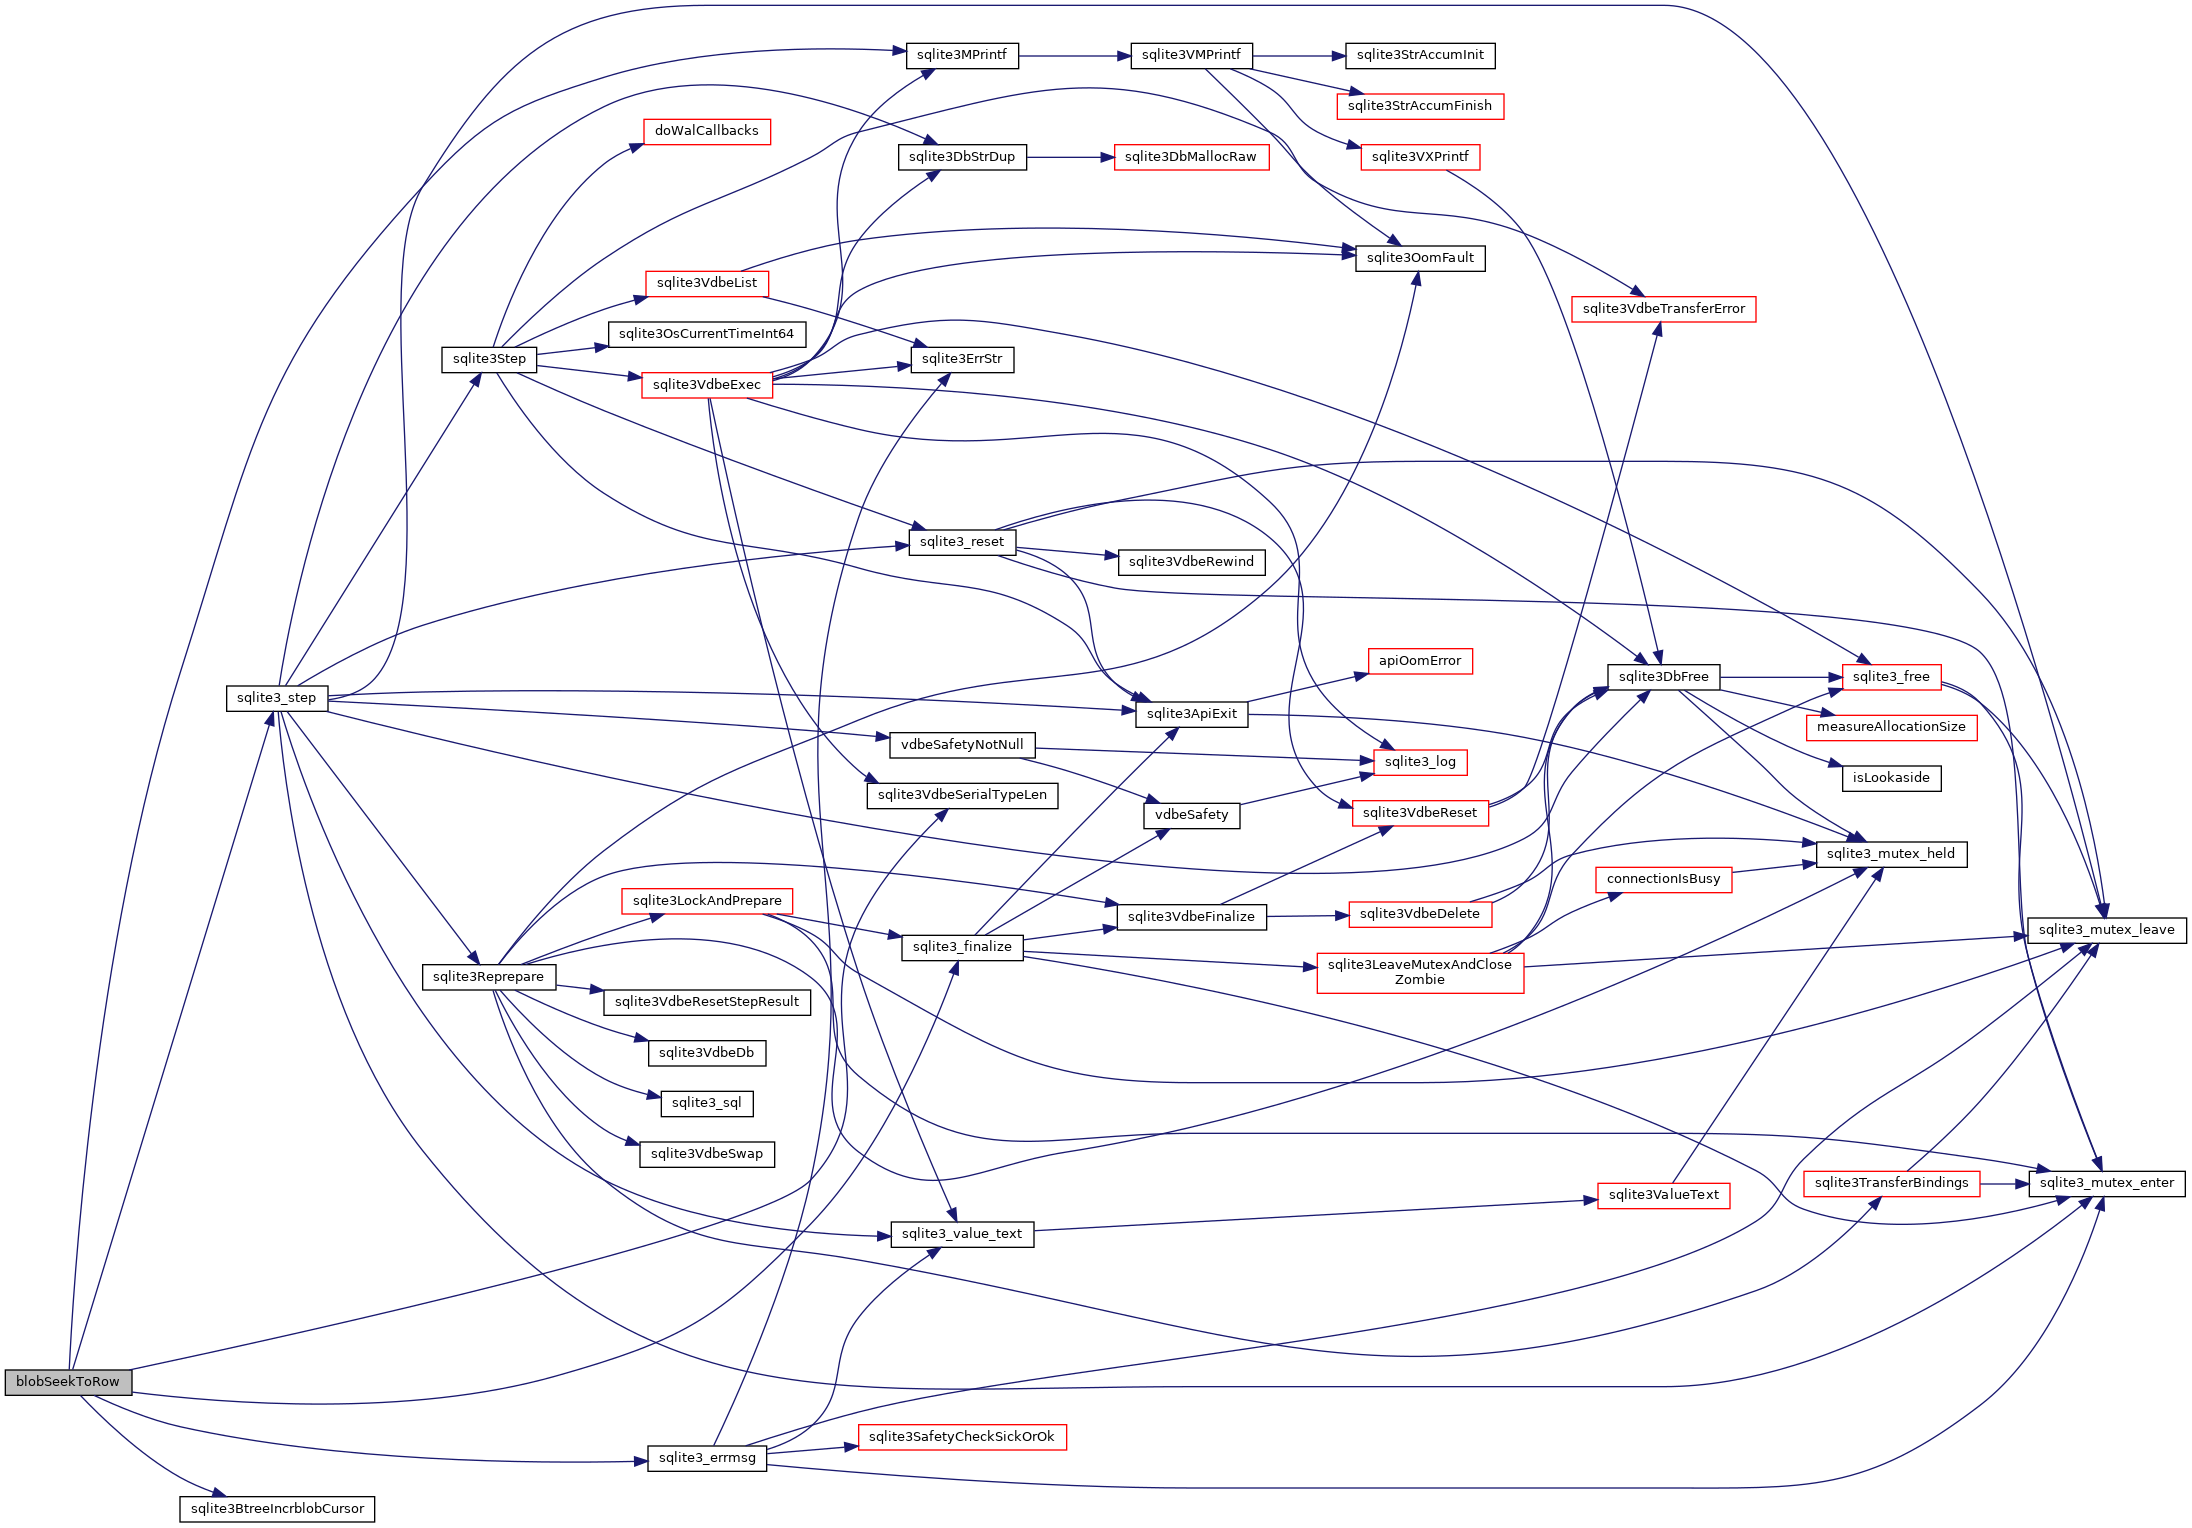 sqlite3MPrintf
sqlite3VMPrintf
sqlite3StrAccumInit
sqlite3StrAccumFinish
doWalCallbacks
sqlite3DbStrDup
sqlite3DbMallocRaw
sqlite3VXPrintf
sqlite3OomFault
sqlite3VdbeList
sqlite3VdbeTransferError
sqlite3OsCurrentTimeInt64
sqlite3Step
sqlite3ErrStr
sqlite3VdbeExec
sqlite3_reset
sqlite3VdbeRewind
apiOomError
sqlite3DbFree
sqlite3_free
sqlite3_step
sqlite3ApiExit
measureAllocationSize
vdbeSafetyNotNull
sqlite3_log
isLookaside
sqlite3VdbeSerialTypeLen
vdbeSafety
sqlite3VdbeReset
sqlite3_mutex_held
connectionIsBusy
sqlite3LockAndPrepare
sqlite3VdbeFinalize
sqlite3VdbeDelete
sqlite3_mutex_leave
sqlite3_finalize
sqlite3LeaveMutexAndClose
Zombie
sqlite3Reprepare
sqlite3VdbeResetStepResult
sqlite3VdbeDb
sqlite3_sql
sqlite3VdbeSwap
sqlite3TransferBindings
sqlite3_mutex_enter
sqlite3ValueText
sqlite3_value_text
blobSeekToRow
sqlite3SafetyCheckSickOrOk
sqlite3_errmsg
sqlite3BtreeIncrblobCursor